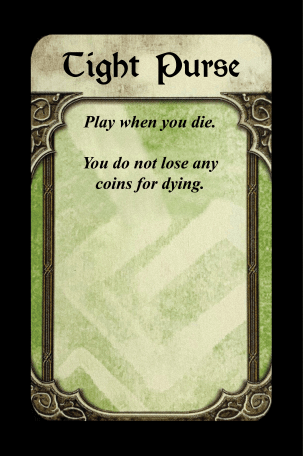 Tight Purse
Play when you die.
You do not lose any
coins for dying.